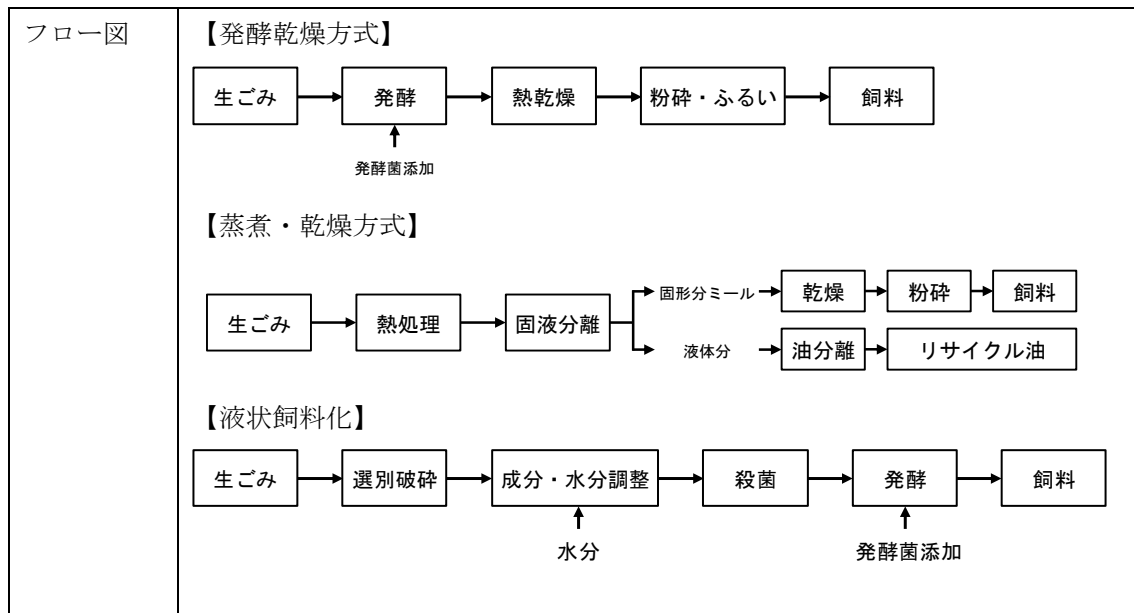 フロー図
【発酵乾燥方式】
生ごみ 発酵 熱乾燥 粉砕・ふるい 飼料
発酵菌添加
【蒸煮・乾燥方式】
固形分ミール 乾燥 粉砕 飼料
生ごみ 熱処理 固液分離
液体分 油分離 リサイクル油
【液状飼料化】
生ごみ 選別破砕 成分・水分調整 殺菌 発酵 飼料
水分 発酵菌添加